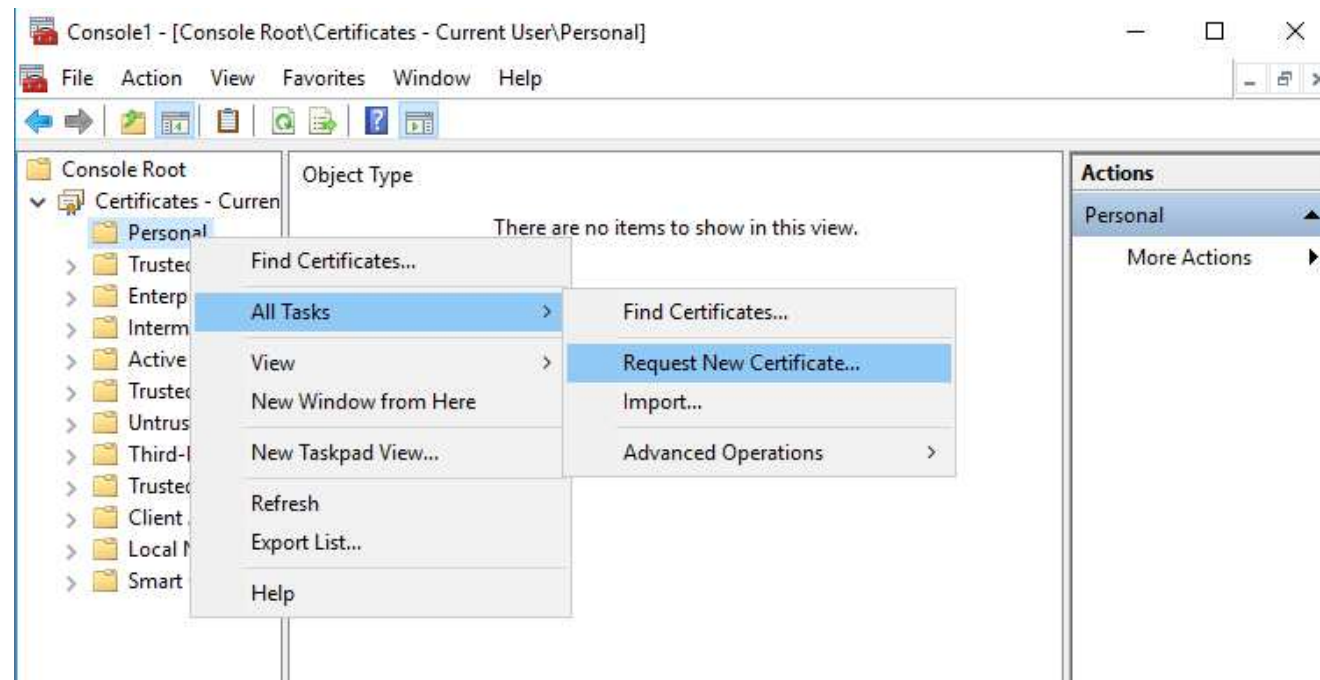 Console1 - [Console Root\Certificates - Current User\Personal]
File Action View Favorites Window Help
Console Root
Certificates - Curren
Personal
Trusted
Enterp
Interm
Active
Trusted
Untrus
Third-
Trusted
Client
Local
Smart
Object Type
There are no items to show in this view.
Find Certificates...
All Tasks
View
New Window from Here
New Taskpad View...
Refresh
Export List...
Help
Find Certificates...
Request New Certificate...
Import...
Advanced Operations
Actions
Personal
More Actions